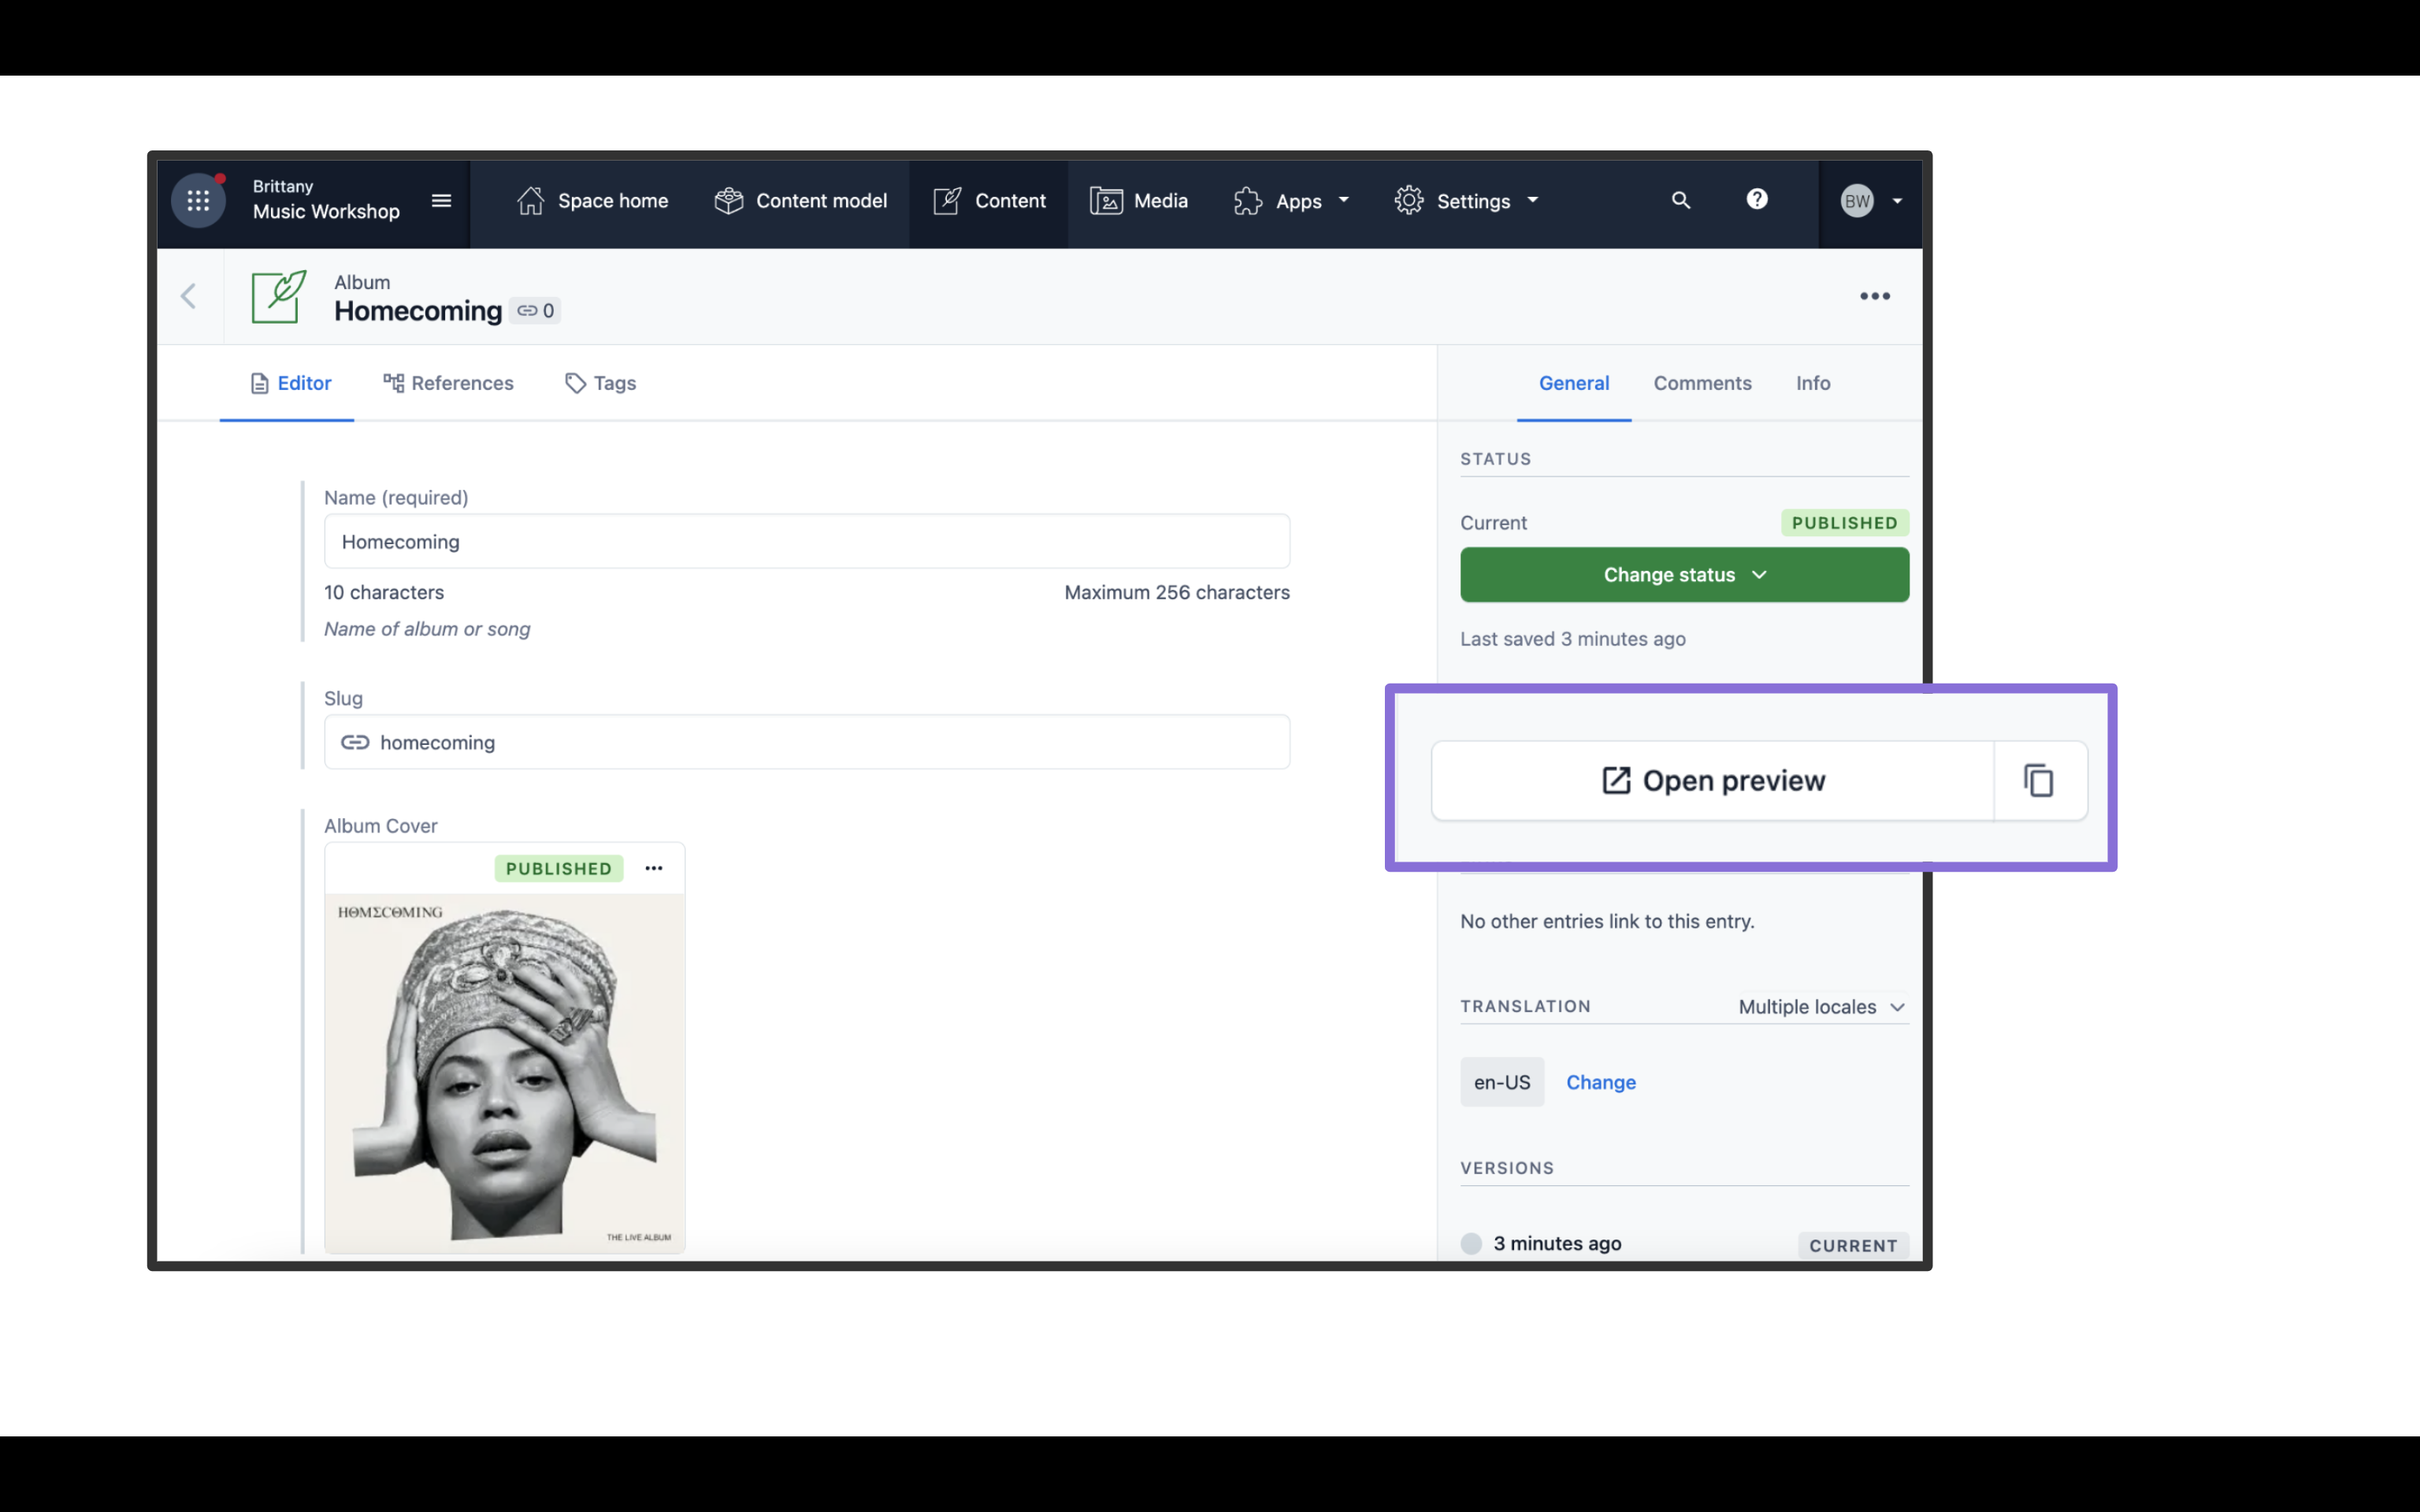 Brittany
Music Workshop
Space home
Content model
Content
Media
Apps
Settings
BW
Album
Homecoming
0
Editor
References
Tags
General
Comments
Info
STATUS
Name (required)
Current
PUBLISHED
Homecoming
Change status
10 characters
Maximum 256 characters
Name of album or song
Last saved 3 minutes ago
Slug
homecoming
Open preview
Album Cover
PUBLISHED
HΘMΣCΘMING
THE LIVE ALBUM
No other entries link to this entry.
TRANSLATION
Multiple locales
en-US
Change
VERSIONS
3 minutes ago
CURRENT